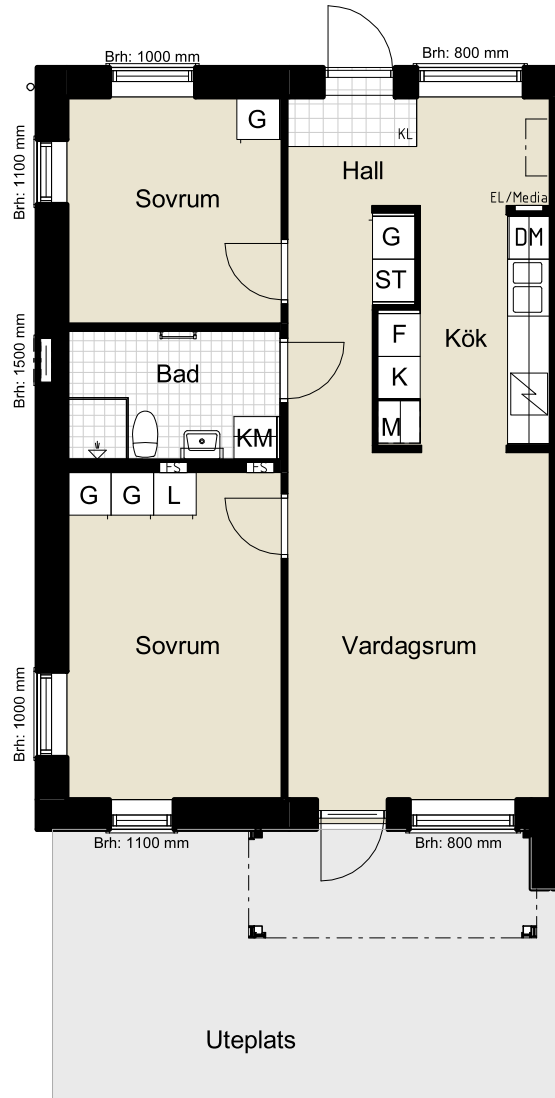 Brh: 1000 mm
Brh: 800 mm
G
KL
Brh: 1100 mm
Hall
Sovrum
EL/Media
G
DM
ST
Brh: 1500 mm
F
Kök
Bad
K
M
KM
FS
FS
G
G
L
Sovrum
Vardagsrum
Brh: 1000 mm
Brh: 1100 mm
Brh: 800 mm
Uteplats